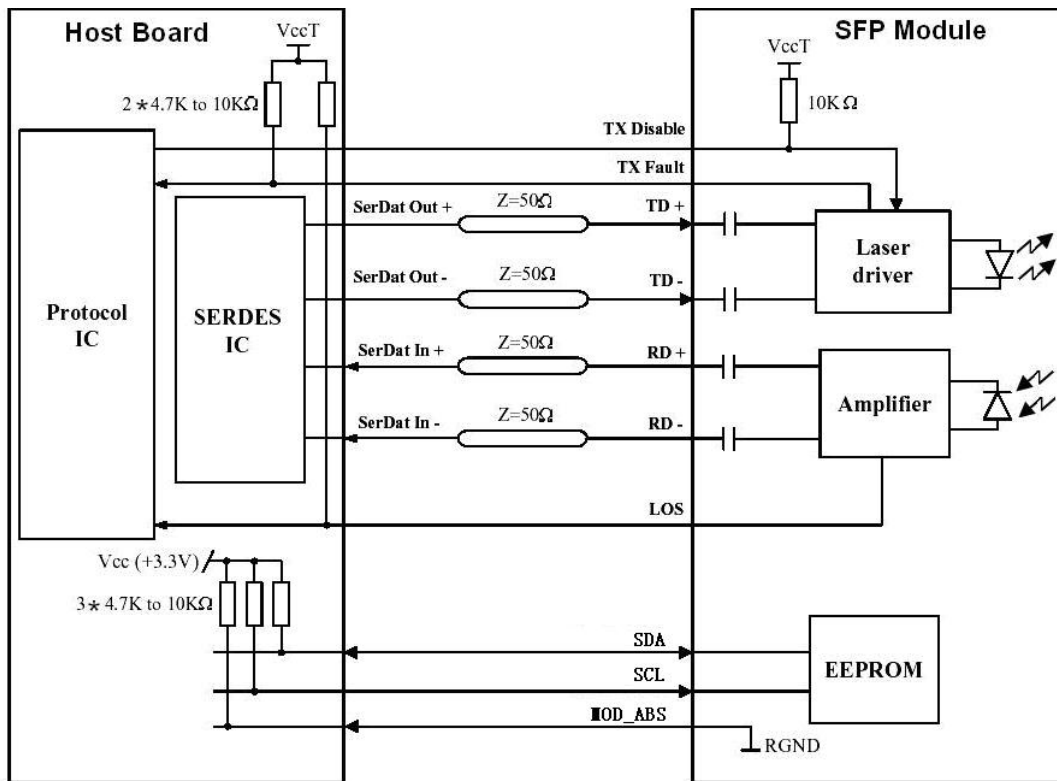 Host Board
SFP Module
VccT
VccT
2*4.7K to 10KΩ
10KΩ
TX Disable
TX Fault
SerDat Out +
Z=50Ω
TD +
Laser
driver
SerDat Out -
Z=50Ω
TD -
Protocol
IC
SERDES
IC
SerDat In +
Z=50Ω
RD +
Amplifier
SerDat In -
Z=50Ω
RD -
LOS
Vcc (+3.3V)
3*4.7K to 10KΩ
SDA
SCL
EEPROM
MOD_ABS
RGND